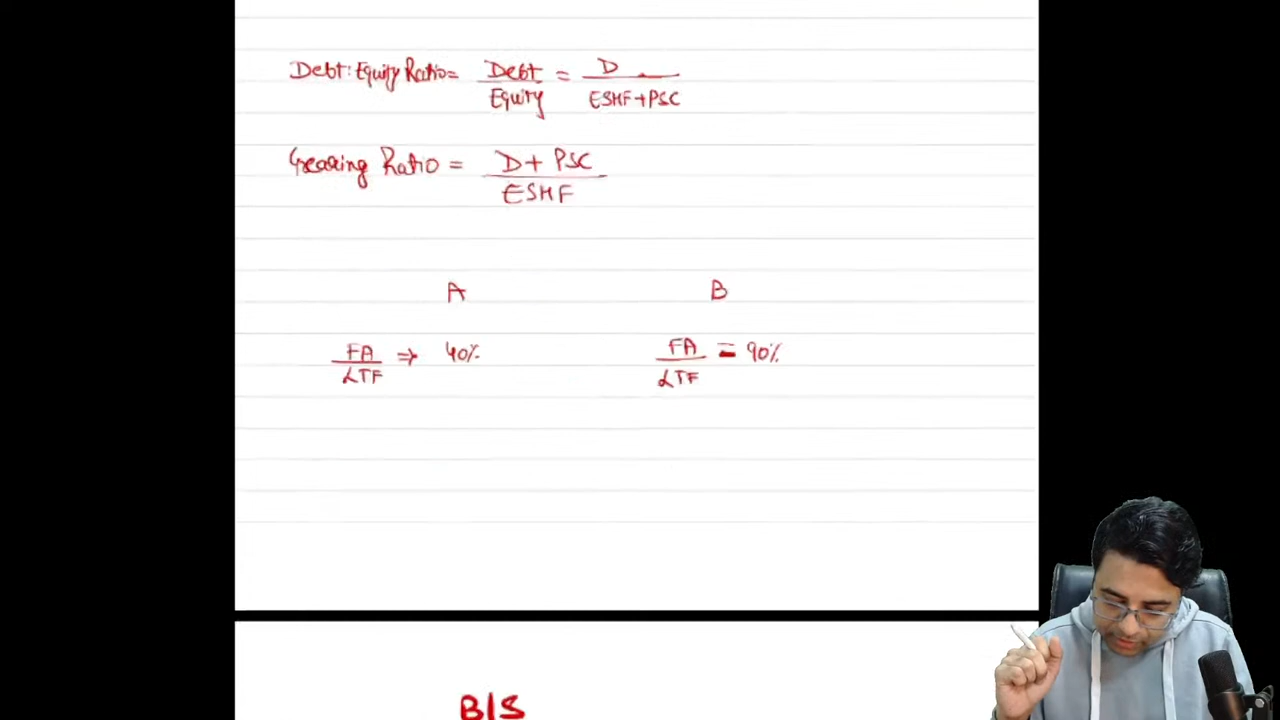 Debt: Equity Ratio = Debt/Equity = D/ESHF+PSC
Gearing Ratio = D+ PSC/ESHF
A B
FA/LTF ⇒ 40% FA/LTF = 90%
B/S